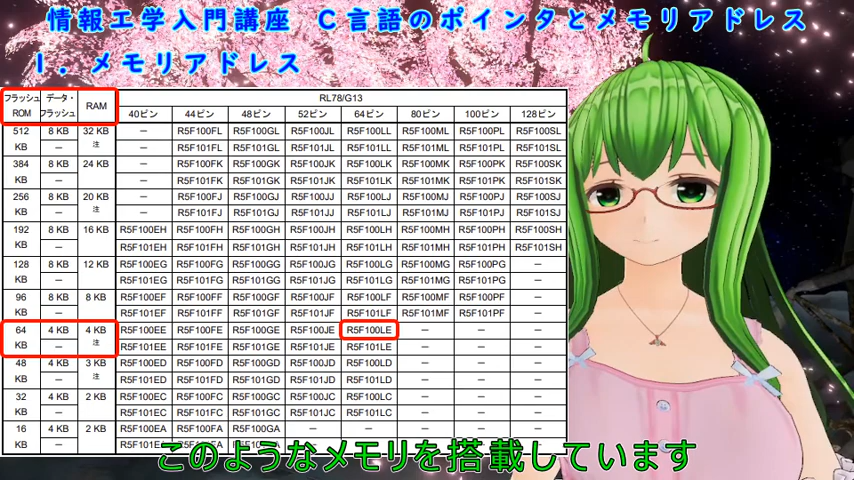 情報工学入門講座 C言語のポインタとメモリアドレス
1. メモリアドレス
フラッシュROM データ・フラッシュ RAM RL78/G13
40ピン 44ピン 48ピン 52ピン 64ピン 80ピン 100ピン 128ピン
512 KB 8 KB 32 KB 注 － R5F100FL R5F100GL R5F100JL R5F100LL R5F100ML R5F100PL R5F100SL
－ － R5F101FL R5F101GL R5F101JL R5F101LL R5F101ML R5F101PL R5F101SL
384 KB 8 KB 24 KB － R5F100FK R5F100GK R5F100JK R5F100LK R5F100MK R5F100PK R5F100SK
－ － R5F101FK R5F101GK R5F101JK R5F101LK R5F101MK R5F101PK R5F101SK
256 KB 8 KB 20 KB 注 － R5F100FJ R5F100GJ R5F100JJ R5F100LJ R5F100MJ R5F100PJ R5F100SJ
－ － R5F101FJ R5F101GJ R5F101JJ R5F101LJ R5F101MJ R5F101PJ R5F101SJ
192 KB 8 KB 16 KB R5F100EH R5F100FH R5F100GH R5F100JH R5F100LH R5F100MH R5F100PH R5F100SH
－ R5F101EH R5F101FH R5F101GH R5F101JH R5F101LH R5F101MH R5F101PH R5F101SH
128 KB 8 KB 12 KB R5F100EG R5F100FG R5F100GG R5F100JG R5F100LG R5F100MG R5F100PG －
－ R5F101EG R5F101FG R5F101GG R5F101JG R5F101LG R5F101MG R5F101PG －
96 KB 8 KB 8 KB R5F100EF R5F100FF R5F100GF R5F100JF R5F100LF R5F100MF R5F100PF －
－ R5F101EF R5F101FF R5F101GF R5F101JF R5F101LF R5F101MF R5F101PF －
64 KB 4 KB 4 KB 注 R5F100EE R5F100FE R5F100GE R5F100JE R5F100LE － － －
－ R5F101EE R5F101FE R5F101GE R5F101JE R5F101LE － － －
48 KB 4 KB 3 KB 注 R5F100ED R5F100FD R5F100GD R5F100JD R5F100LD － － －
－ R5F101ED R5F101FD R5F101GD R5F101JD R5F101LD － － －
32 KB 4 KB 2 KB R5F100EC R5F100FC R5F100GC R5F100JC R5F100LC － － －
－ R5F101EC R5F101FC R5F101GC R5F101JC R5F101LC － － －
16 KB 4 KB 2 KB R5F100EA R5F100FA R5F100GA － － － － －
－
このようなメモリを搭載しています